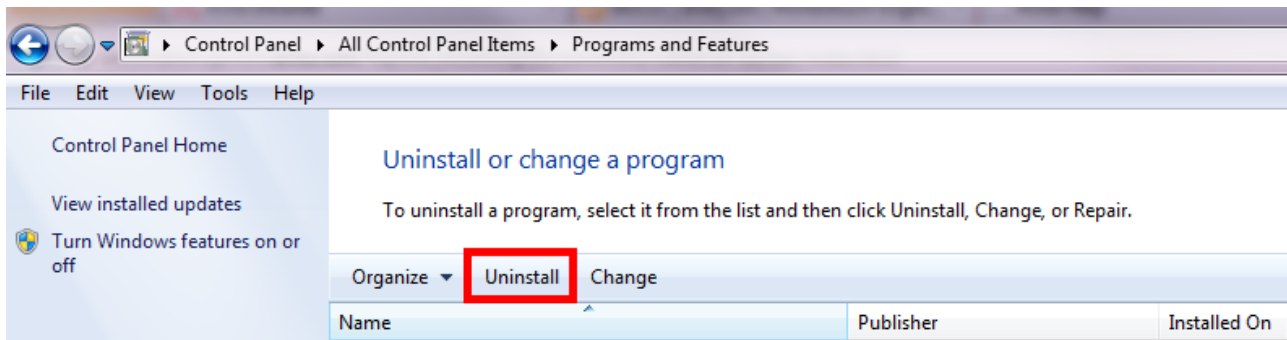 Control Panel ▸ All Control Panel Items ▸ Programs and Features
File Edit View Tools Help
Control Panel Home
View installed updates
Turn Windows features on or
off
Uninstall or change a program
To uninstall a program, select it from the list and then click Uninstall, Change, or Repair.
Organize Uninstall Change
Name Publisher Installed On